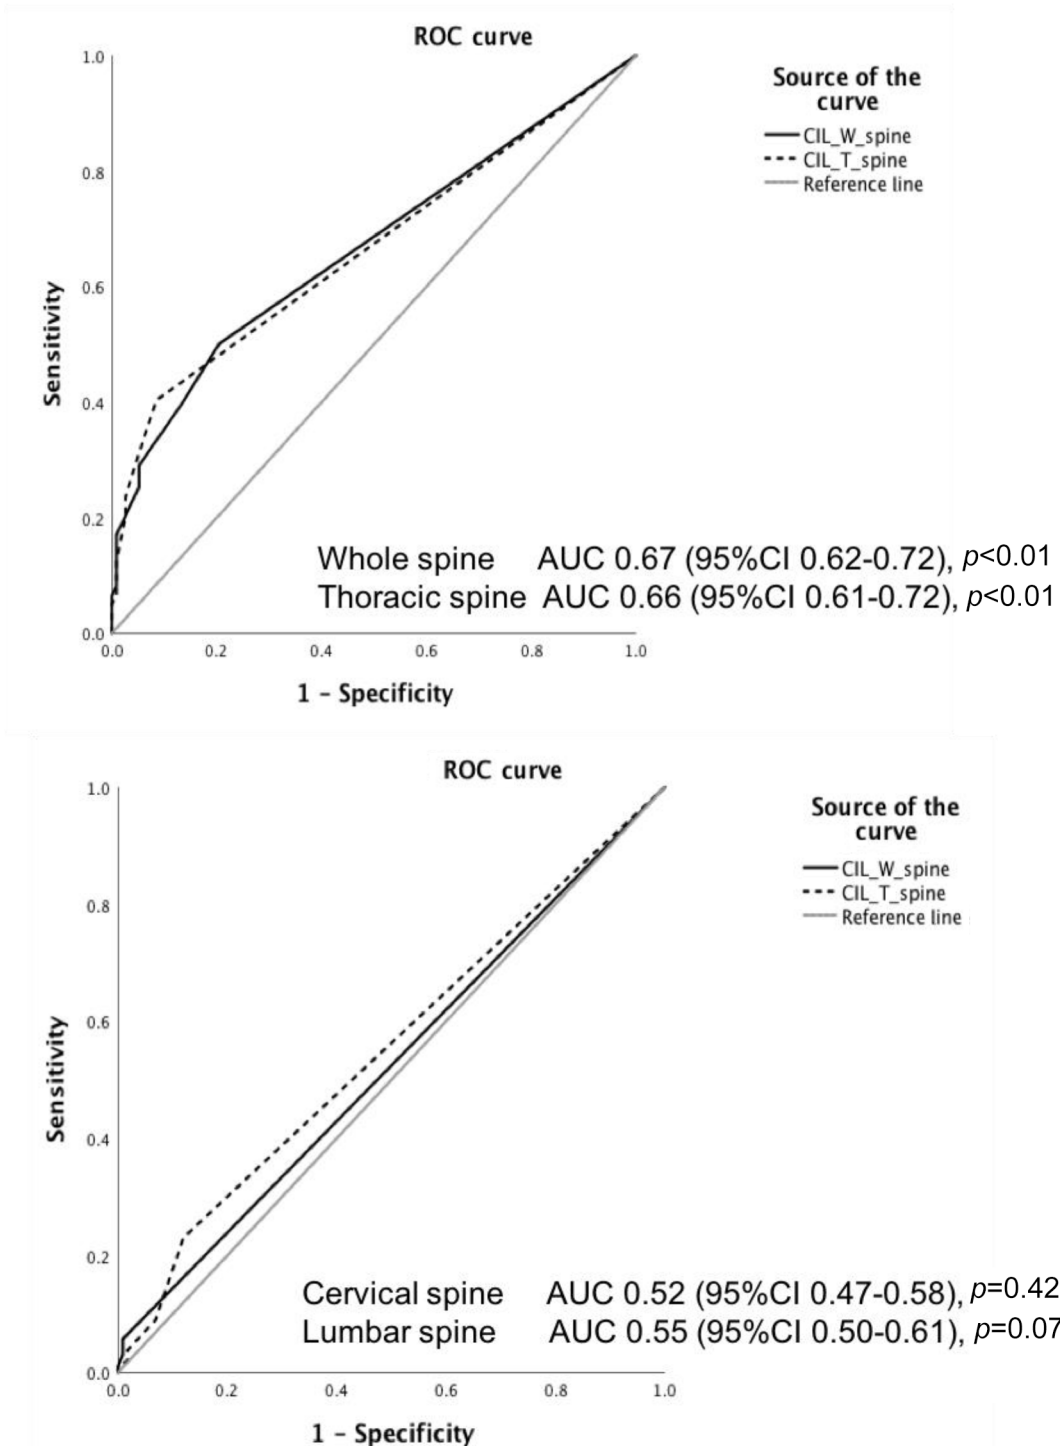 ROC curve
1.0
0.8
0.6
0.4
0.2
0.0
Sensitivity
0.0 0.2 0.4 0.6 0.8 1.0
1 – Specificity
Source of the
curve
CIL_W_spine
CIL_T_spine
Reference line
Whole spine AUC 0.67 (95%CI 0.62-0.72), p<0.01
Thoracic spine AUC 0.66 (95%CI 0.61-0.72), p<0.01
ROC curve
1.0
0.8
0.6
0.4
0.2
0.0
Sensitivity
0.0 0.2 0.4 0.6 0.8 1.0
1 – Specificity
Source of the
curve
CIL_W_spine
CIL_T_spine
Reference line
Cervical spine AUC 0.52 (95%CI 0.47-0.58), p=0.42
Lumbar spine AUC 0.55 (95%CI 0.50-0.61), p=0.07